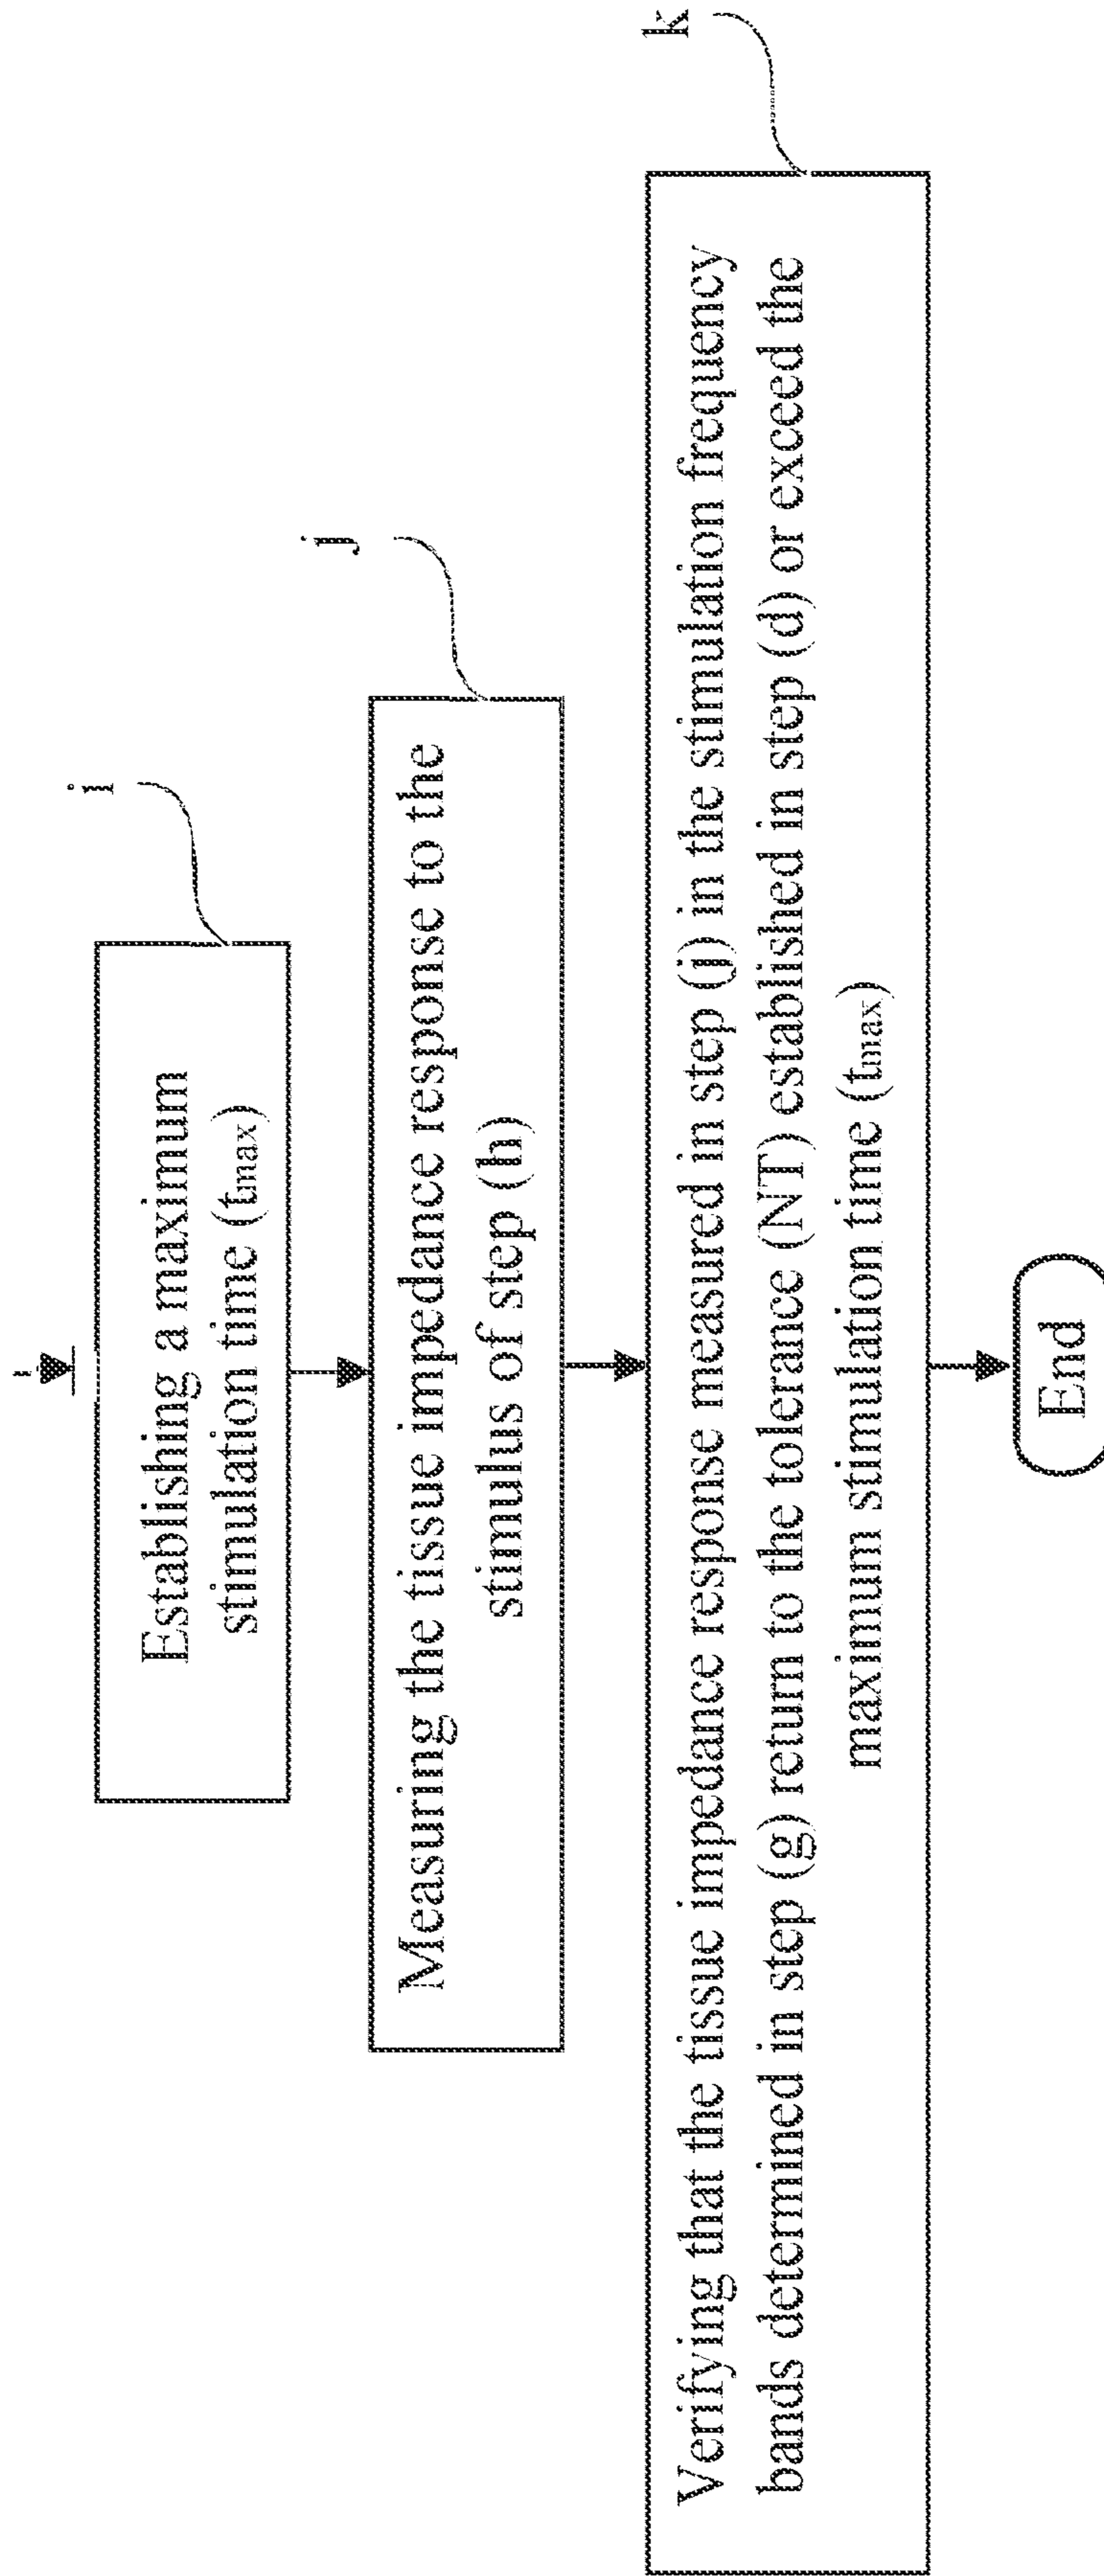 i
Establishing a maximum
stimulation time (tmax)
j
Measuring the tissue impedance response to the
stimulus of step (h)
k
Verifying that the tissue impedance response measured in step (j) in the stimulation frequency
bands determined in step (g) return to the tolerance (NT) established in step (d) or exceed the
maximum stimulation time (tmax)
End